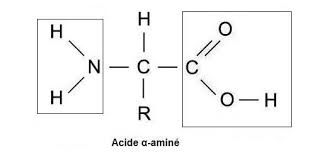 H H O
H N C C
R O H
Acide α-aminé